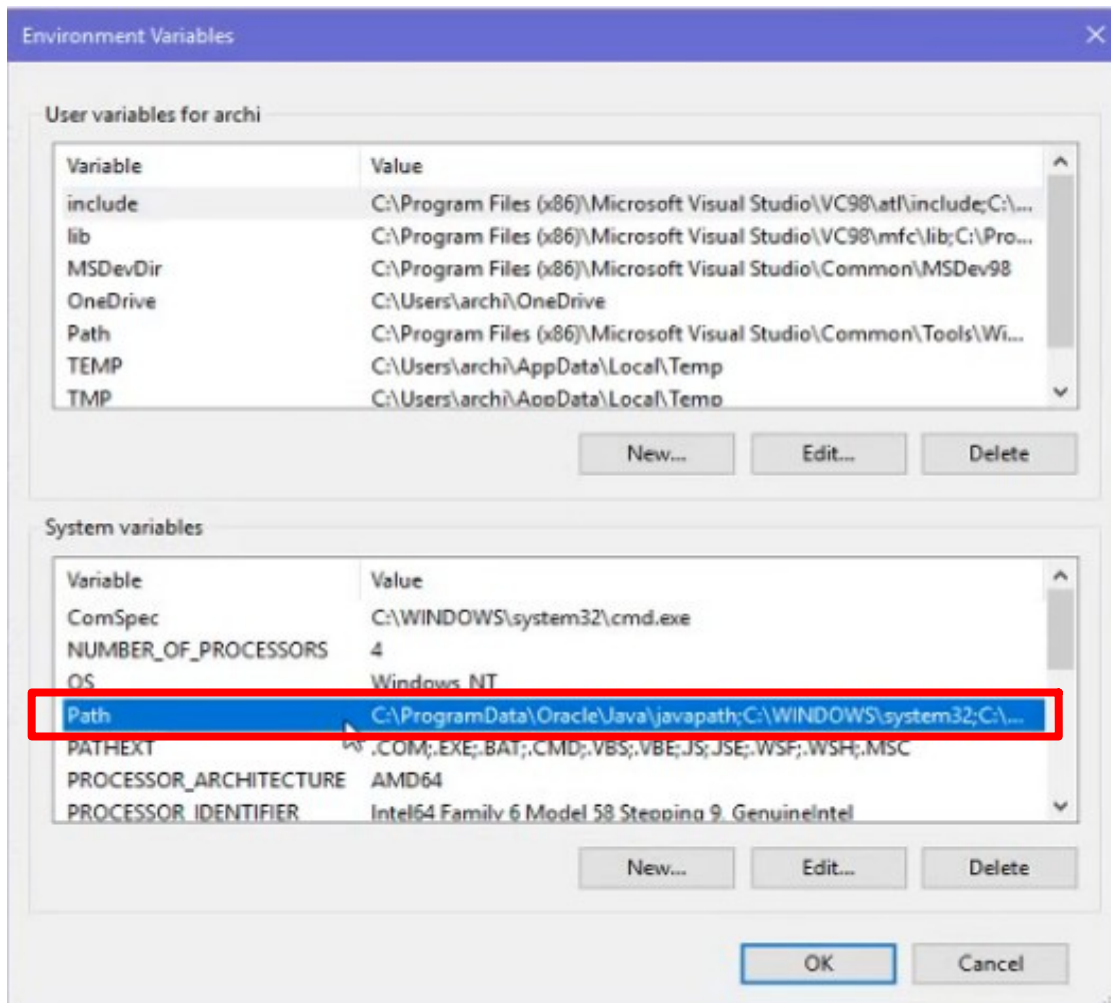 Environment Variables
User variables for archi
Variable Value
include C:\Program Files (x86)\Microsoft Visual Studio\VC98\atl\include;C:\...
lib C:\Program Files (x86)\Microsoft Visual Studio\VC98\mfc\lib;C:\Pro...
MSDevDir C:\Program Files (x86)\Microsoft Visual Studio\Common\MSDev98
OneDrive C:\Users\archi\OneDrive
Path C:\Program Files (x86)\Microsoft Visual Studio\Common\Tools\Wi...
TEMP C:\Users\archi\AppData\Local\Temp
TMP C:\Users\archi\AppData\Local\Temp
New... Edit... Delete
System variables
Variable Value
ComSpec C:\WINDOWS\system32\cmd.exe
NUMBER_OF_PROCESSORS 4
OS Windows_NT
Path C:\ProgramData\Oracle\Java\javapath;C:\WINDOWS\system32;C:\...
PATHEXT .COM;.EXE;.BAT;.CMD;.VBS;.VBE;.JS;.JSE;.WSF;.WSH;.MSC
PROCESSOR_ARCHITECTURE AMD64
PROCESSOR_IDENTIFIER Intel64 Family 6 Model 58 Stepping 9, GenuineIntel
New... Edit... Delete
OK Cancel